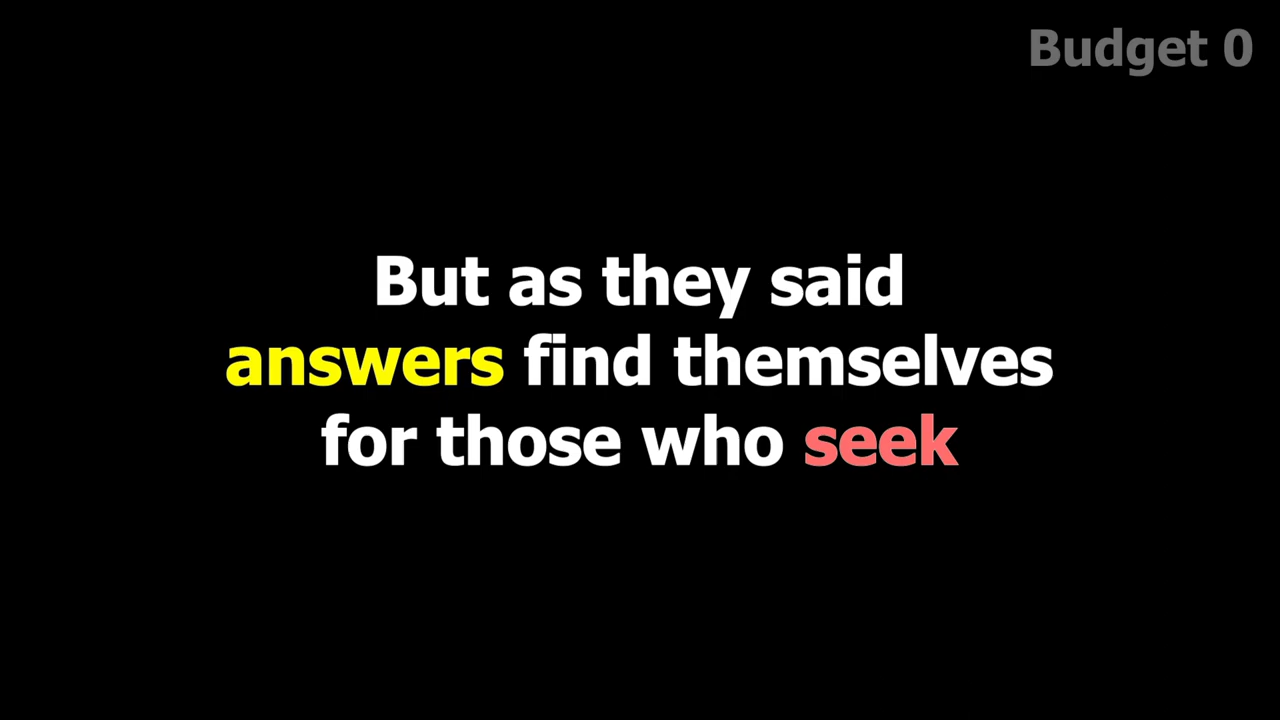 Budget 0
But as they said
answers find themselves
for those who seek